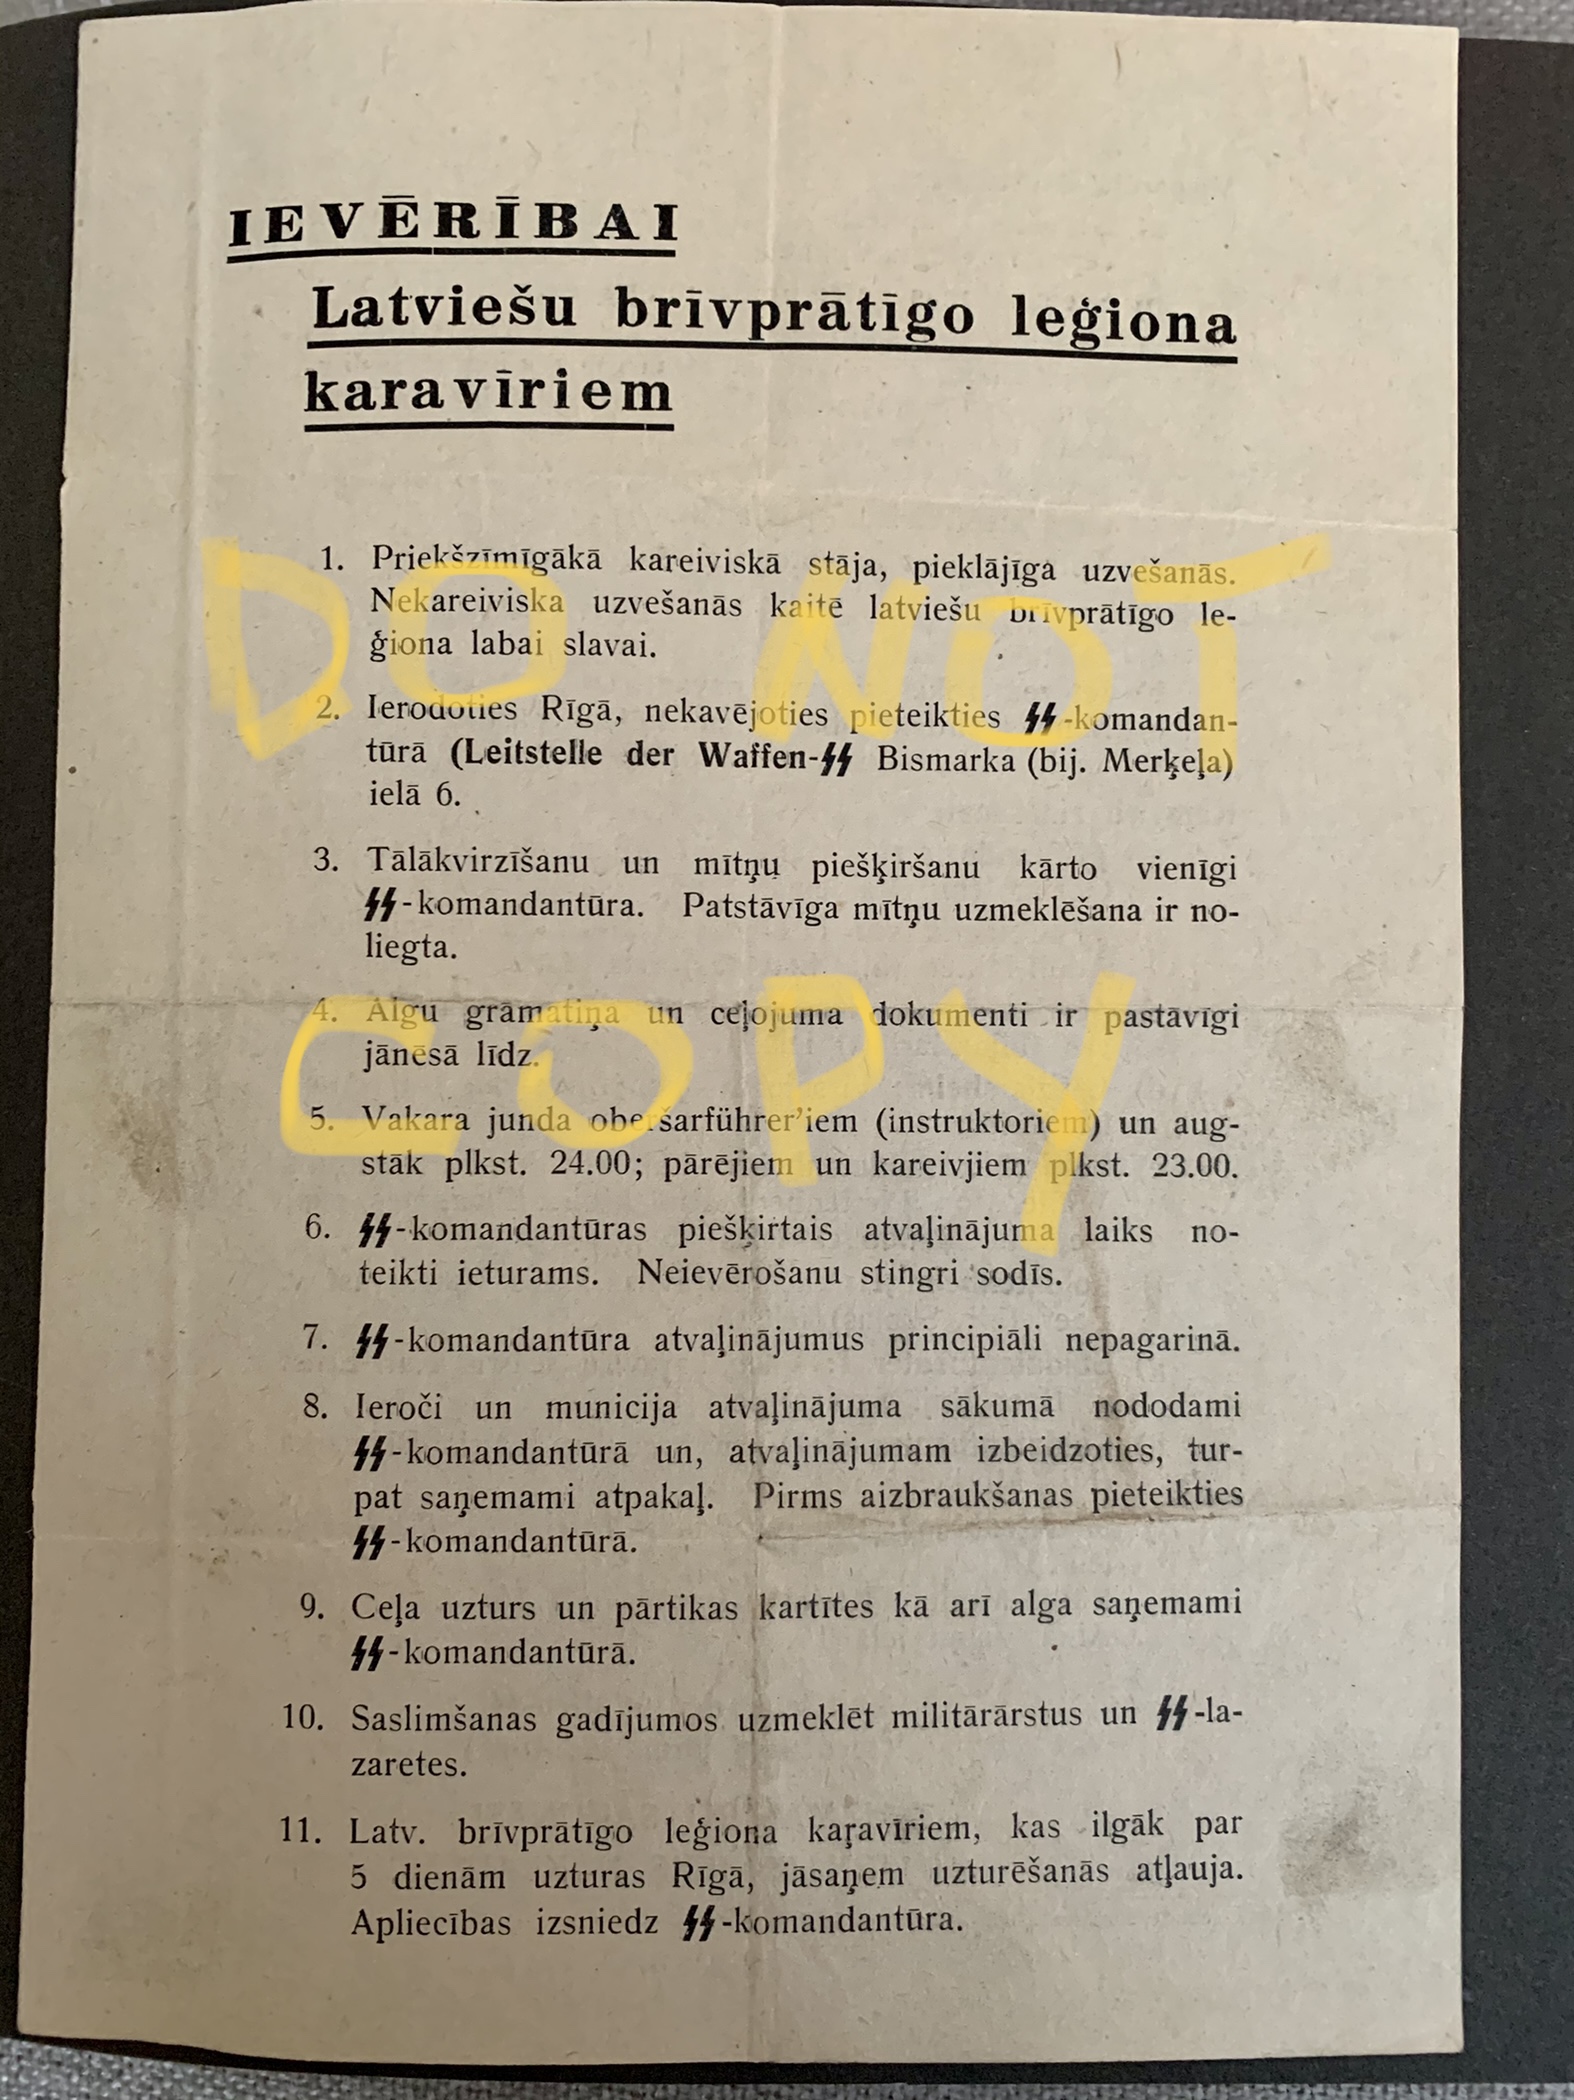 IEVĒRĪBAI
Latviešu brīvprātīgo leģiona
karavīriem
1. Priekšzīmīgākā kareiviskā stāja, pieklājīga uzvešanās.
Nekareiviska uzvešanās kaitē latviešu brīvprātīgo le-
ģiona labai slavai.
2. Ierodoties Rīgā, nekavējoties pieteikties ᛋᛋ-komandan-
tūrā (Leitstelle der Waffen-ᛋᛋ Bismarka (bij. Merķeļa)
ielā 6.
3. Tālākvirzīšanu un mītņu piešķiršanu kārto vienīgi
ᛋᛋ-komandantūra. Patstāvīga mītņu uzmeklēšana ir no-
liegta.
4. Algu grāmatiņa un ceļojuma dokumenti ir pastāvīgi
jānēsā līdz.
5. Vakara junda oberšarführer'iem (instruktoriem) un aug-
stāk plkst. 24.00; pārējiem un kareivjiem plkst. 23.00.
6. ᛋᛋ-komandantūras piešķirtais atvaļinājuma laiks no-
teikti ieturams. Neievērošanu stingri sodīs.
7. ᛋᛋ-komandantūra atvaļinājumus principiāli nepagarinā.
8. Ieroči un municija atvaļinājuma sākumā nododami
ᛋᛋ-komandantūrā un, atvaļinājumam izbeidzoties, tur-
pat saņemami atpakaļ. Pirms aizbraukšanas pieteikties
ᛋᛋ-komandantūrā.
9. Ceļa uzturs un pārtikas kartītes kā arī alga saņemami
ᛋᛋ-komandantūrā.
10. Saslimšanas gadījumos uzmeklēt militārārstus un ᛋᛋ-la-
zaretes.
11. Latv. brīvprātīgo leģiona kaŗavīriem, kas ilgāk par
5 dienām uzturas Rīgā, jāsaņem uzturēšanās atļauja.
Apliecības izsniedz ᛋᛋ-komandantūra.
DO NOT
COPY